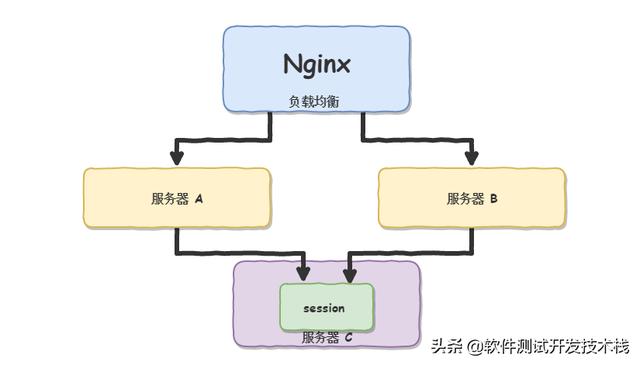 Nginx
负载均衡
服务器 A
服务器 B
session
服务器 C
头条 @软件测试开发技术栈